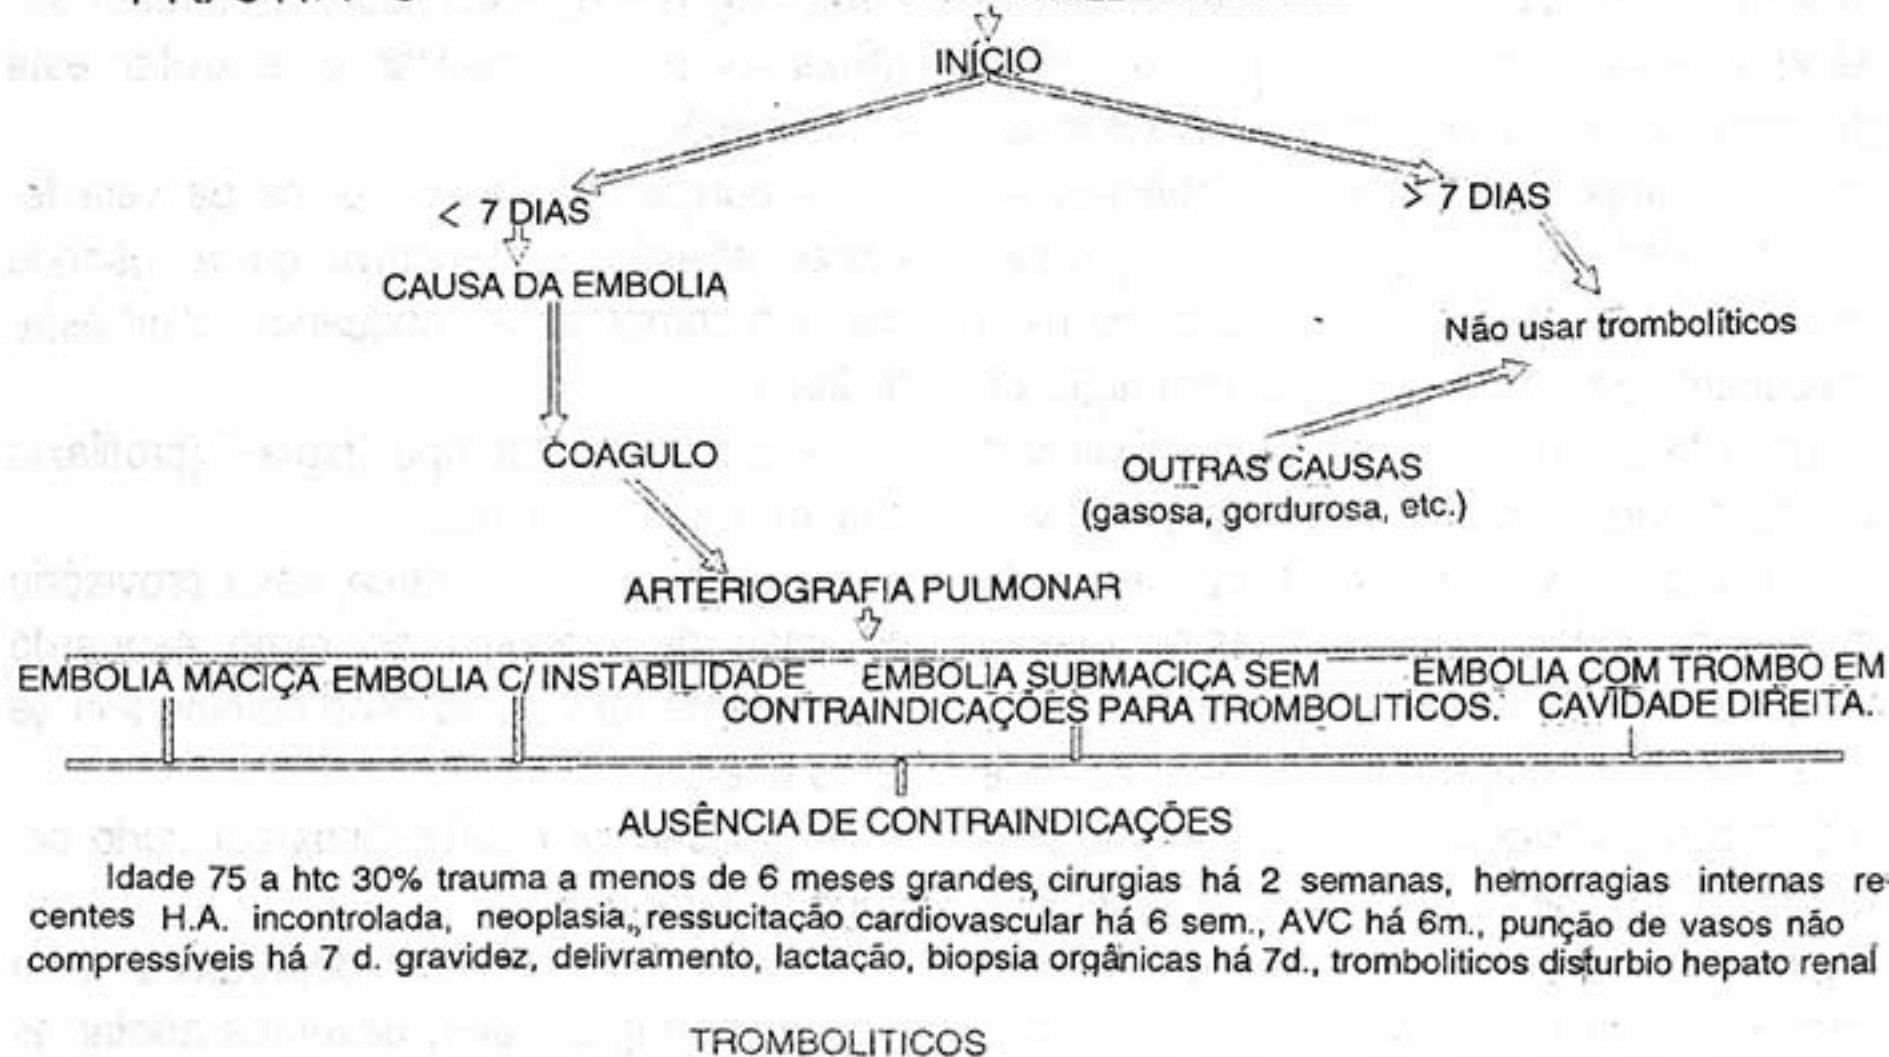 INÍCIO
< 7 DIAS
> 7 DIAS
CAUSA DA EMBOLIA
Não usar trombolíticos
COAGULO
OUTRAS CAUSAS
(gasosa, gordurosa, etc.)
ARTERIOGRAFIA PULMONAR
EMBOLIA MACIÇA EMBOLIA C/ INSTABILIDADE EMBOLIA SUBMACIÇA SEM EMBOLIA COM TROMBO EM
CONTRAINDICAÇÕES PARA TROMBOLITICOS. CAVIDADE DIREITA.
AUSÊNCIA DE CONTRAINDICAÇÕES
Idade 75 a htc 30% trauma a menos de 6 meses grandes, cirurgias há 2 semanas, hemorragias internas re-
centes H.A. incontrolada, neoplasia, ressucitação cardiovascular há 6 sem., AVC há 6m., punção de vasos não
compressíveis há 7 d. gravidez, delivramento, lactação, biopsia orgânicas há 7d., tromboliticos disturbio hepato renal
TROMBOLITICOS